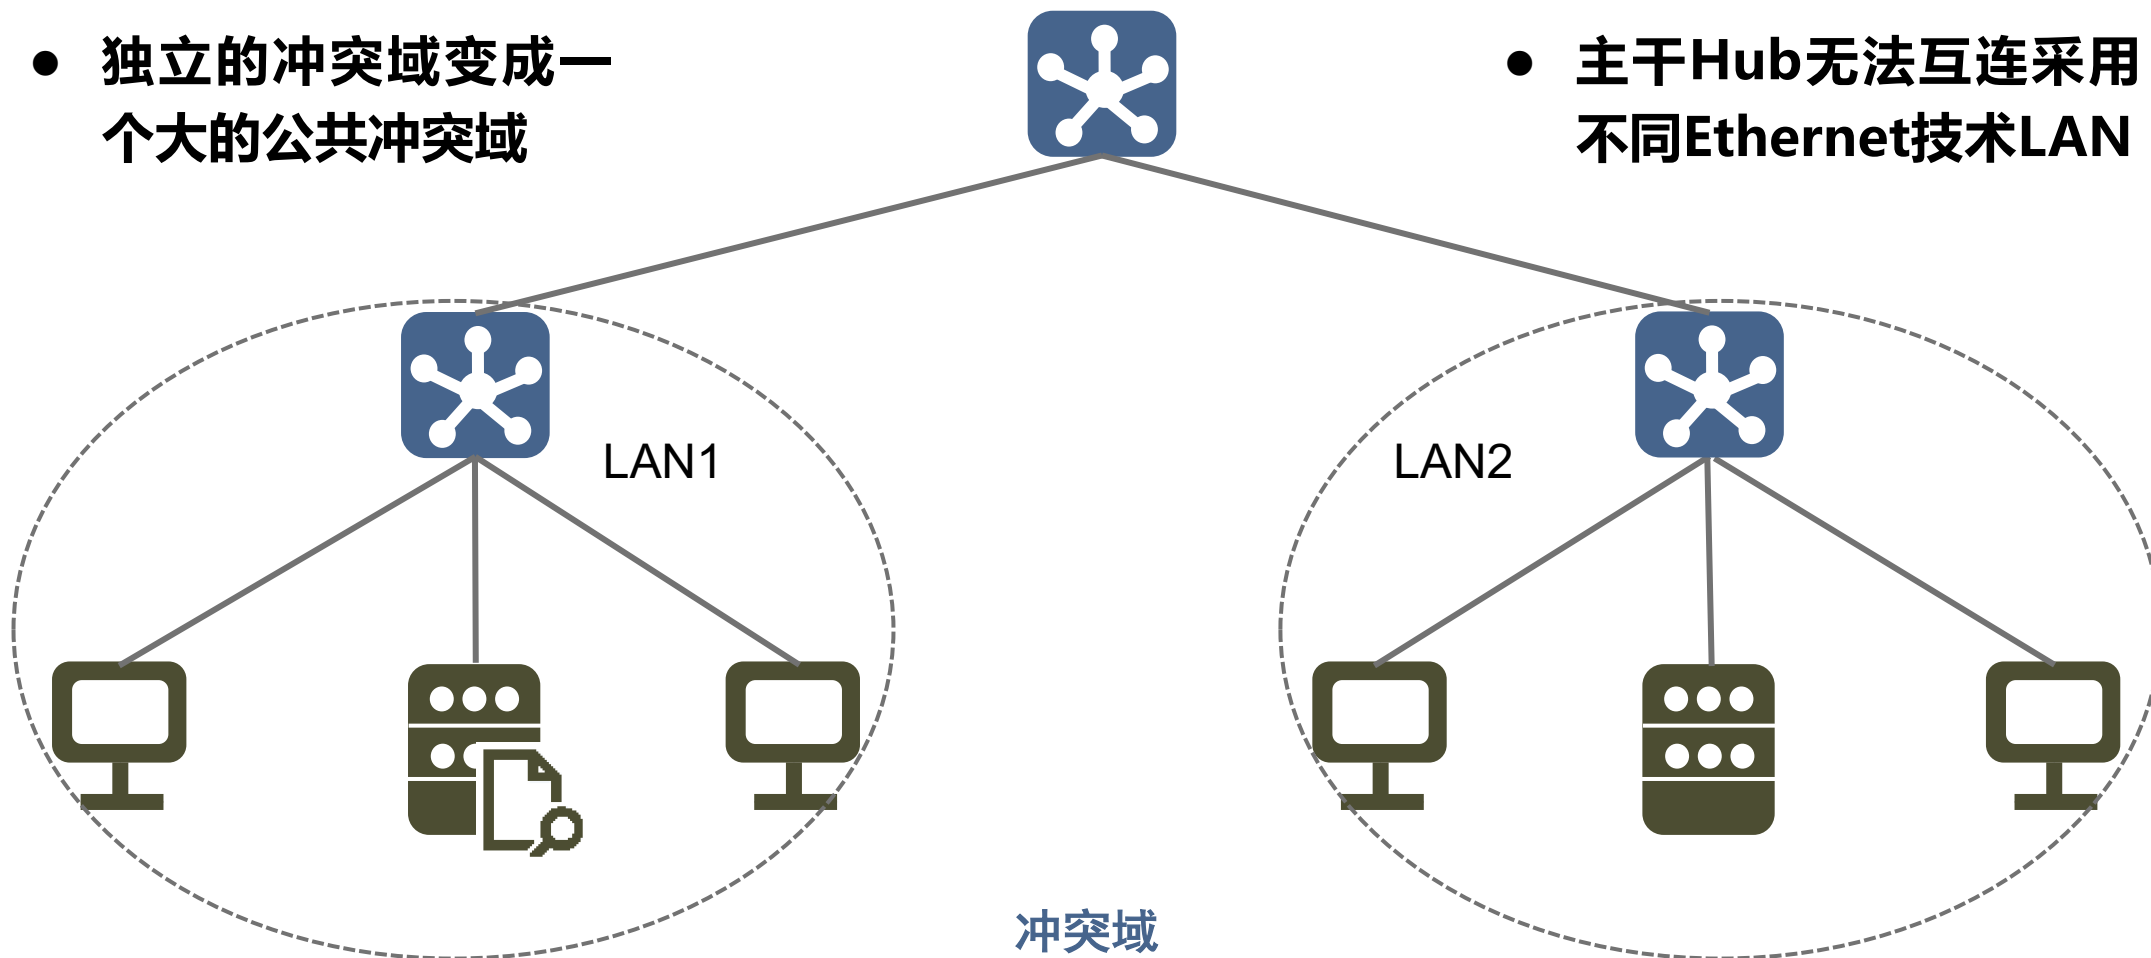 ● 独立的冲突域变成一
个大的公共冲突域
● 主干Hub无法互连采用
不同Ethernet技术LAN
LAN1
LAN2
冲突域